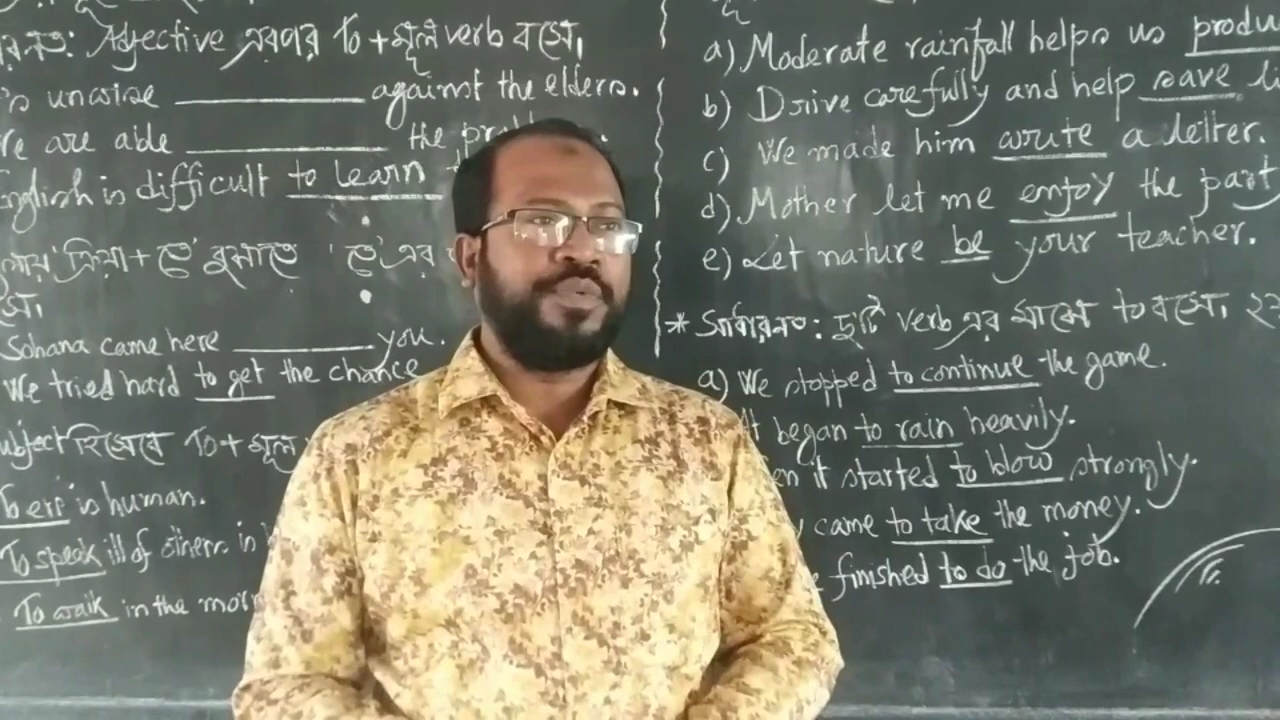 Adjective এরপর To + মূল verb বসে,
unwise ________ against the elders.
are able ________ the
English is difficult to learn
ক্রিয়া + তে' বুঝাতে 'তে' এর
Sohana came here ________ you.
We tried hard to get the chance
Subject হিসেবে To + মূল
To err is human.
To speak ill of others is
To walk in the
a) Moderate rainfall helps us
b) Drive carefully and help save
c) We made him write a letter.
d) Mother let me enjoy the
e) Let nature be your teacher.
* সাধারনত: দুটি verb এর মাঝে to বসে,
a) We stopped to continue the game.
began to rain heavily.
it started to blow strongly.
came to take the money.
finished to do the job.